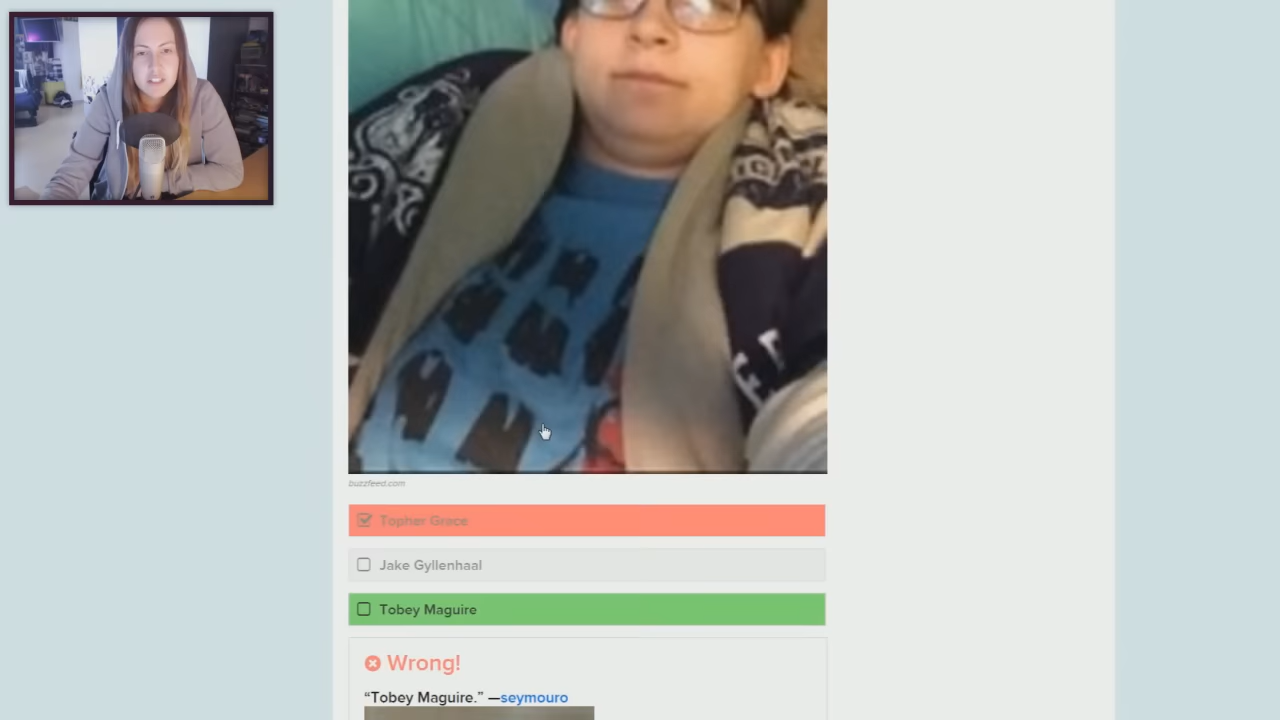 buzzfeed.com
Topher Grace
Jake Gyllenhaal
Tobey Maguire
Wrong!
“Tobey Maguire.” —seymouro